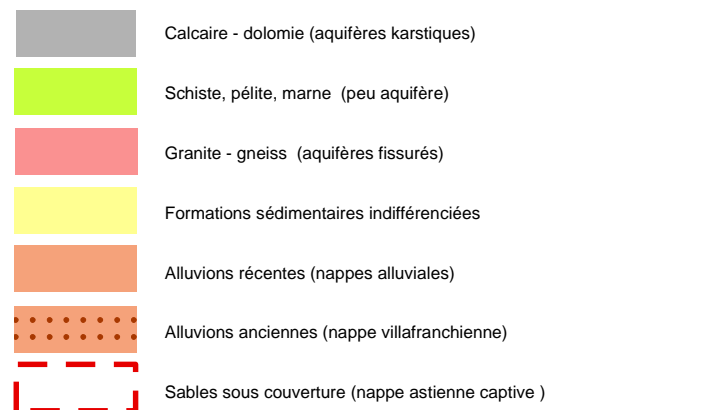 Calcaire - dolomie (aquifères karstiques)
Schiste, pélite, marne  (peu aquifère)
Granite - gneiss  (aquifères fissurés)
Formations sédimentaires indifférenciées
Alluvions récentes (nappes alluviales)
Alluvions anciennes (nappe villafranchienne)
Sables sous couverture (nappe astienne captive )